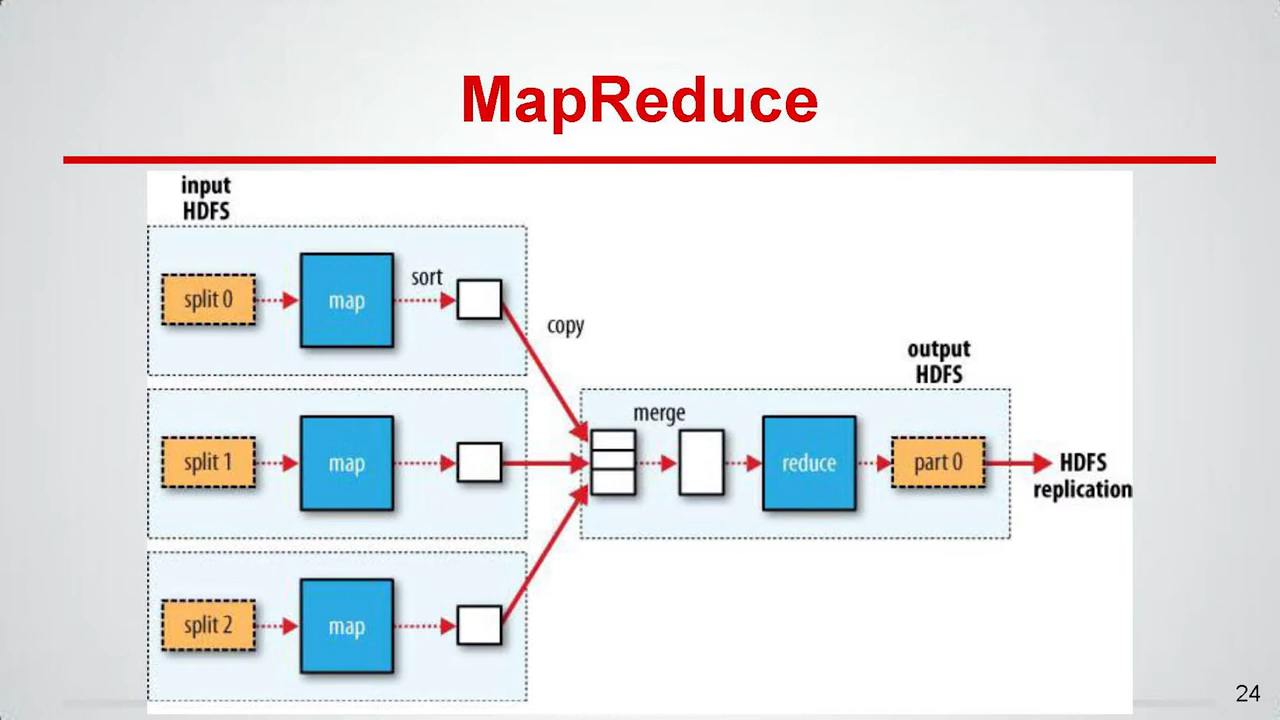 MapReduce
input
HDFS
split 0
map
sort
copy
split 1
map
split 2
map
merge
reduce
output
HDFS
part 0
HDFS
replication
24